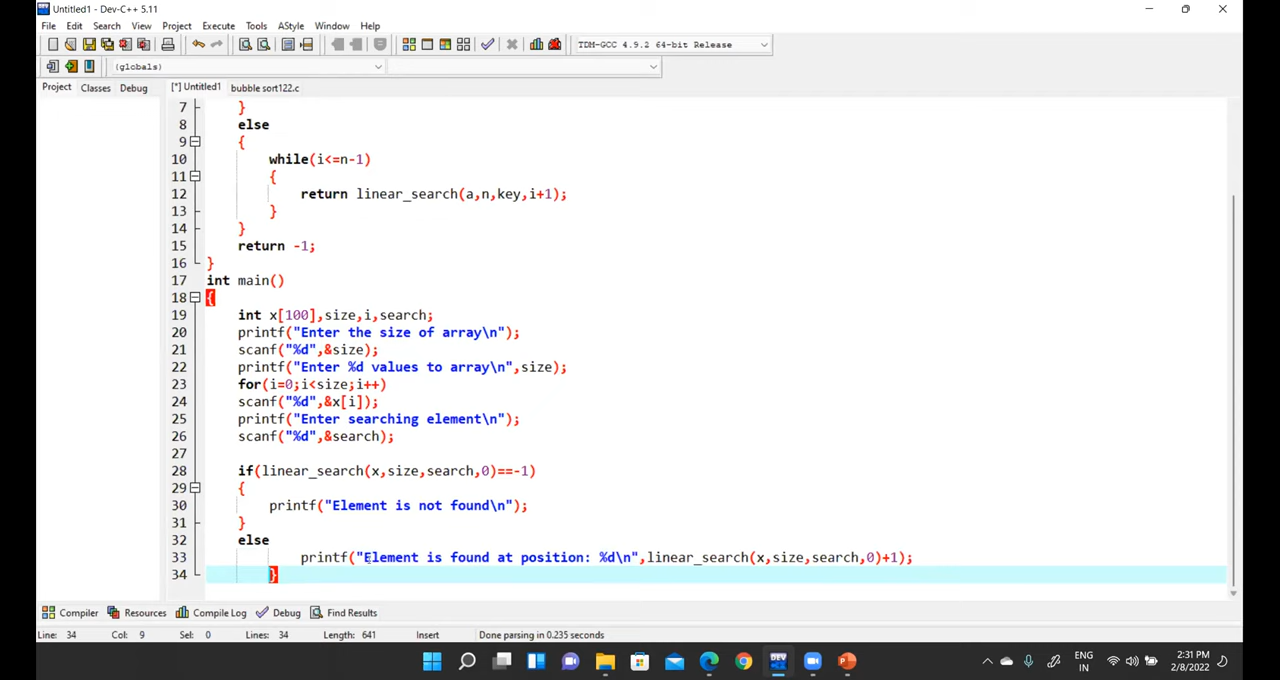 Untitled1 - Dev-C++ 5.11
File Edit Search View Project Execute Tools AStyle Window Help
TDM-GCC 4.9.2 64-bit Release
(globals)
Project Classes Debug [*] Untitled1 bubble sort122.c
7 }
8 else
9 {
10 while(i<=n-1)
11 {
12 return linear_search(a,n,key,i+1);
13 }
14 }
15 return -1;
16 }
17 int main()
18 {
19 int x[100],size,i,search;
20 printf("Enter the size of array\n");
21 scanf("%d",&size);
22 printf("Enter %d values to array\n",size);
23 for(i=0;i<size;i++)
24 scanf("%d",&x[i]);
25 printf("Enter searching element\n");
26 scanf("%d",&search);
27
28 if(linear_search(x,size,search,0)==-1)
29 {
30 printf("Element is not found\n");
31 }
32 else
33 printf("Element is found at position: %d\n",linear_search(x,size,search,0)+1);
34 }
Compiler Resources Compile Log Debug Find Results
Line: 34 Col: 9 Sel: 0 Lines: 34 Length: 641 Insert Done parsing in 0.235 seconds
DEV
ENG
IN
2:31 PM
2/8/2022